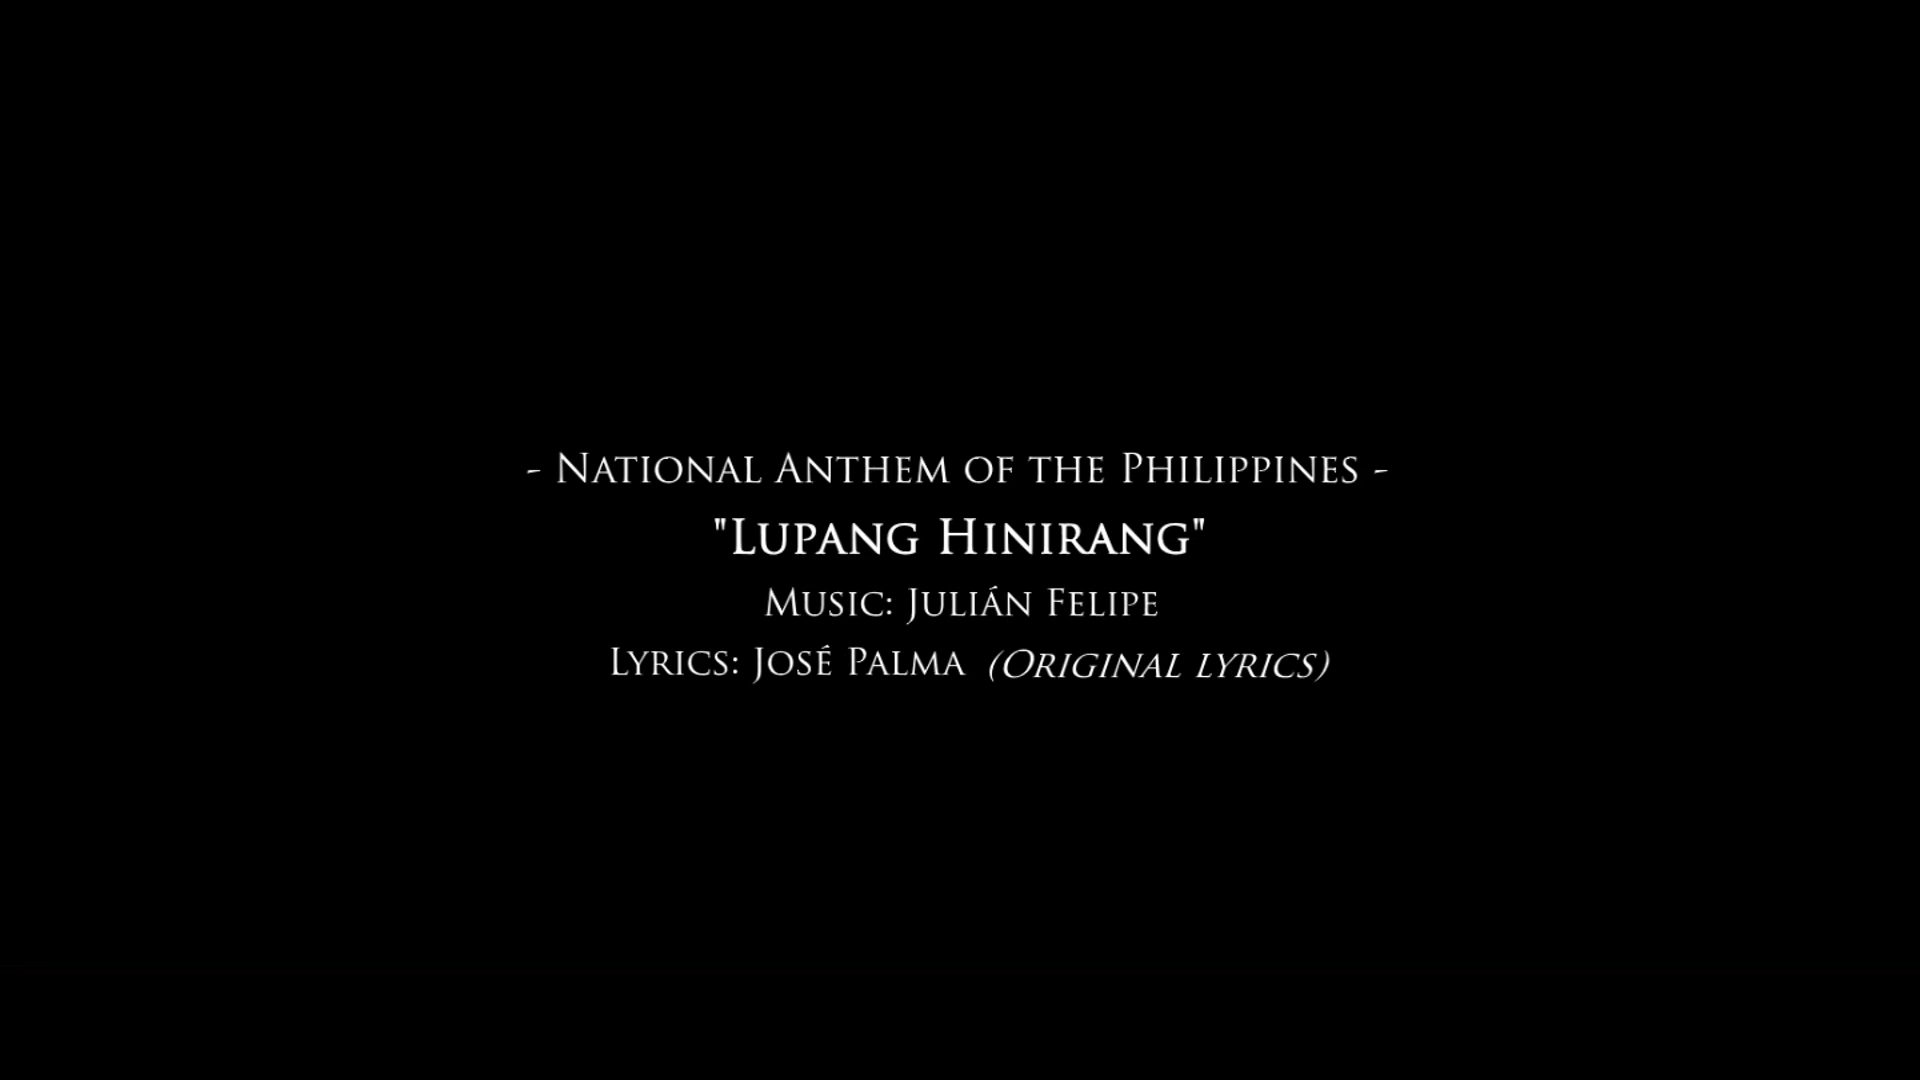 - National Anthem of the Philippines -
"Lupang Hinirang"
Music: Julián Felipe
Lyrics: José Palma (Original lyrics)